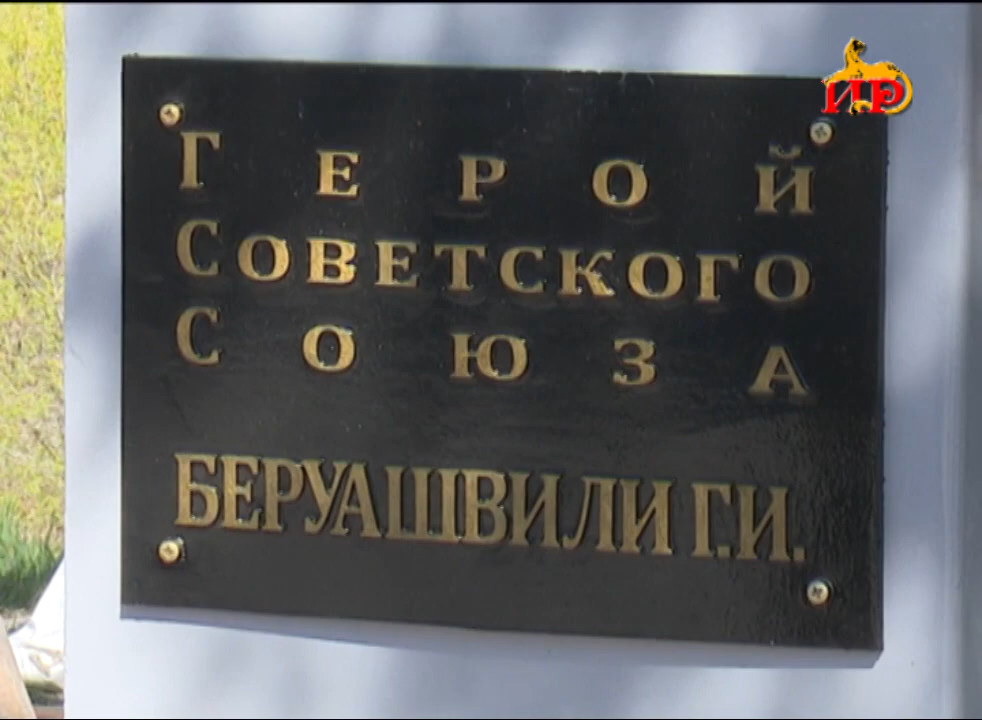 ИР
ГЕРОЙ
СОВЕТСКОГО
СОЮЗА
БЕРУАШВИЛИ Г.И.